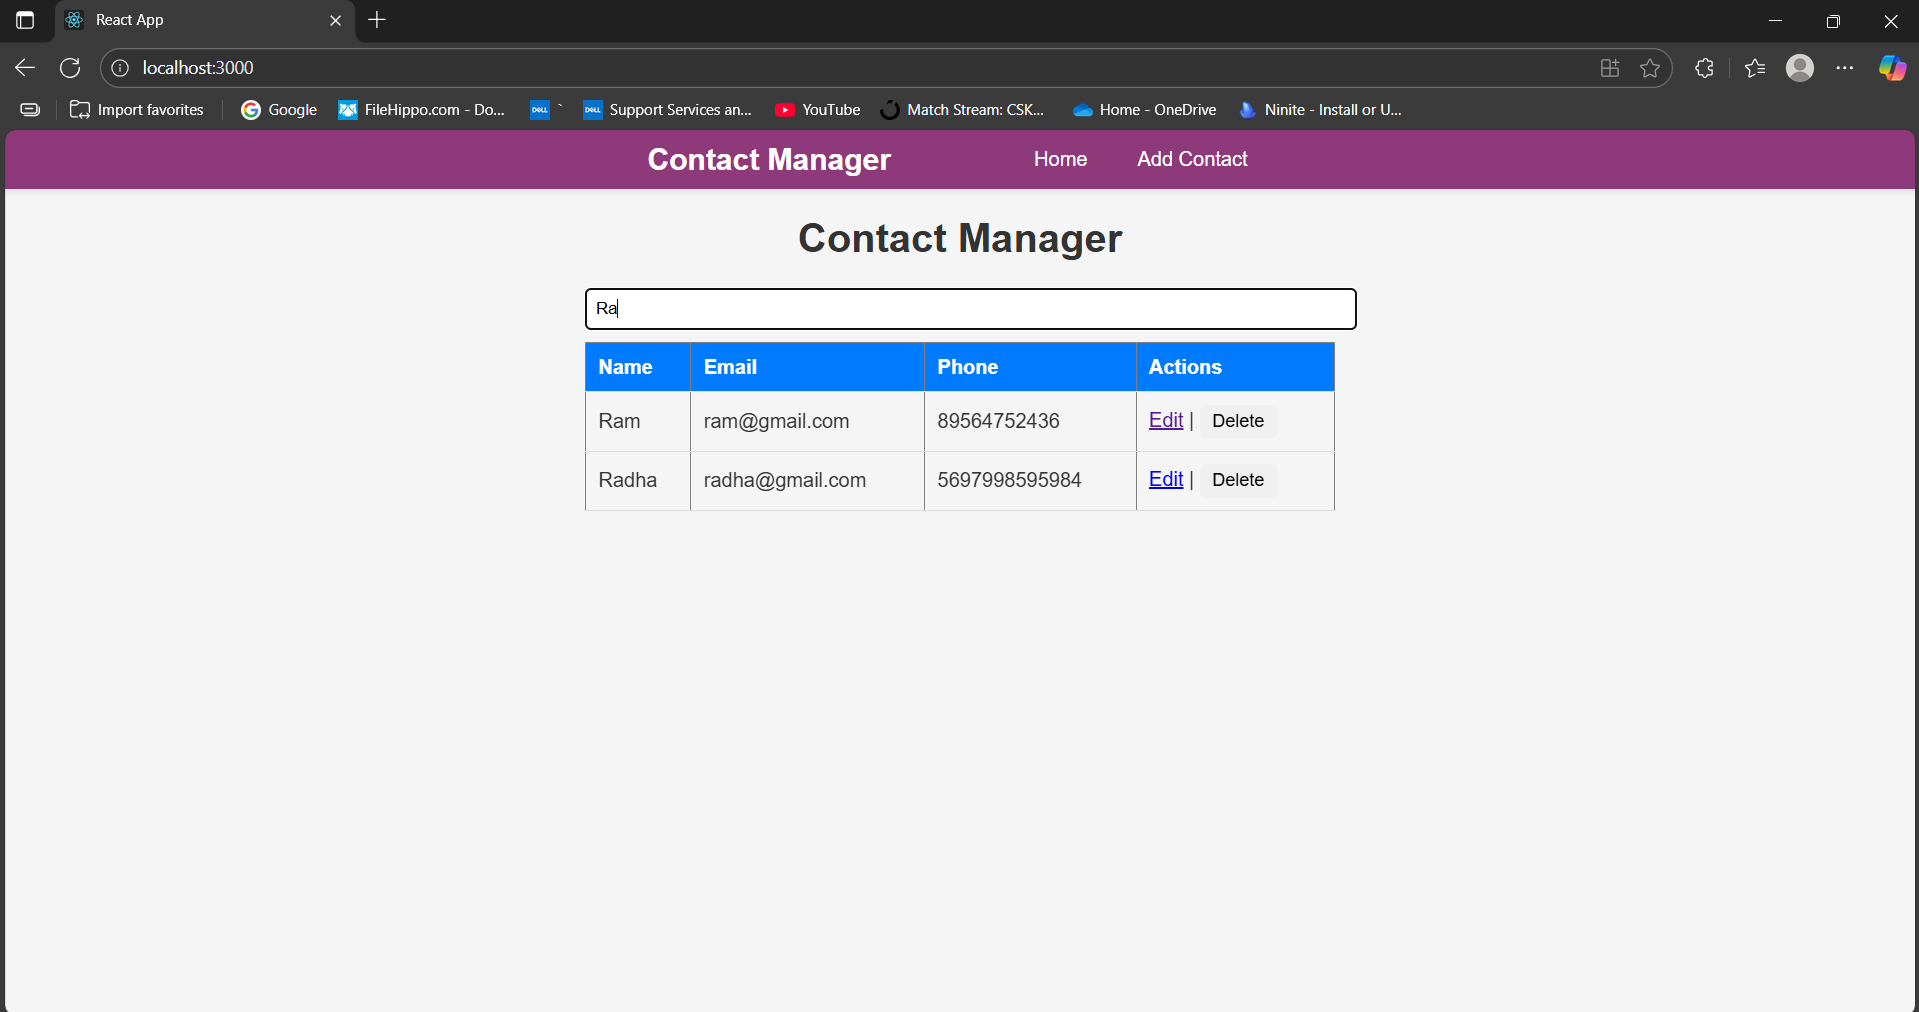 React App
localhost:3000
Import favorites Google FileHippo.com - Do... DELL ` DELL Support Services an... YouTube Match Stream: CSK... Home - OneDrive Ninite - Install or U...
Contact Manager Home Add Contact
Contact Manager
Ra
Name Email Phone Actions
Ram ram@gmail.com 89564752436 Edit | Delete
Radha radha@gmail.com 5697998595984 Edit | Delete